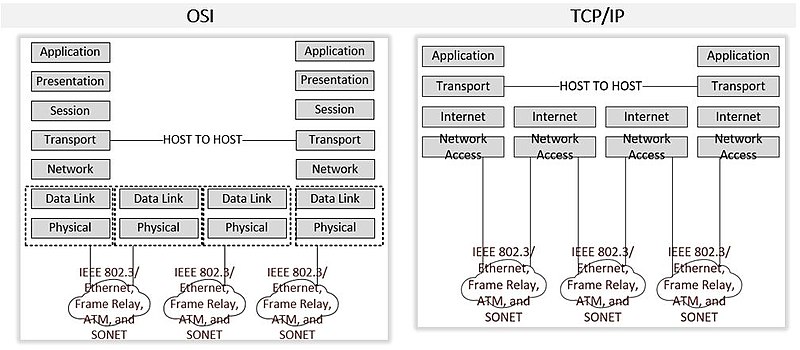 OSI
TCP/IP
Application
Application
Presentation
Presentation
Session
Session
Transport
HOST TO HOST
Transport
Network
Network
Data Link
Data Link
Data Link
Data Link
Physical
Physical
Physical
Physical
IEEE 802.3/
Ethernet,
Frame Relay,
ATM, and
SONET
IEEE 802.3/
Ethernet,
Frame Relay,
ATM, and
SONET
IEEE 802.3/
Ethernet,
Frame Relay,
ATM, and
SONET
Application
Application
Transport
HOST TO HOST
Transport
Internet
Internet
Internet
Internet
Network
Access
Network
Access
Network
Access
Network
Access
IEEE 802.3/
Ethernet,
Frame Relay,
ATM, and
SONET
IEEE 802.3/
Ethernet,
Frame Relay,
ATM, and
SONET
IEEE 802.3/
Ethernet,
Frame Relay,
ATM, and
SONET